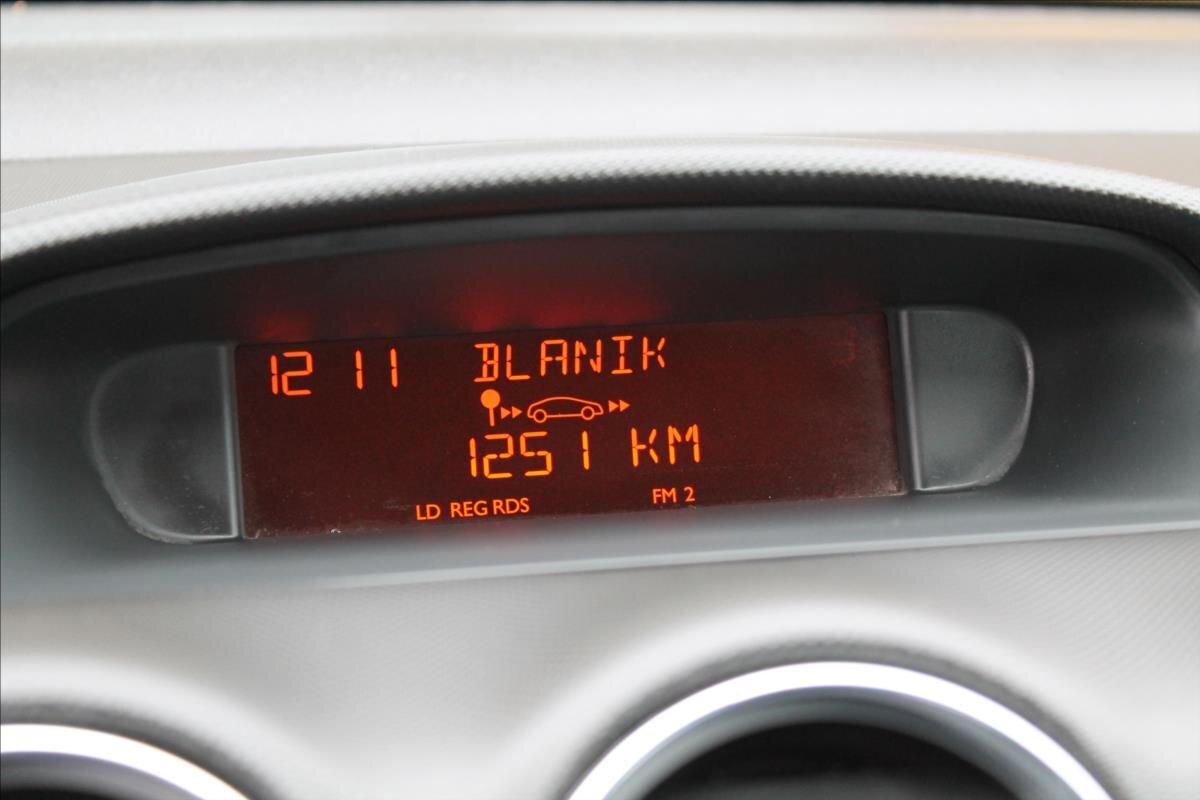 12 11 BLANIK
1251 KM
LD REG RDS FM 2